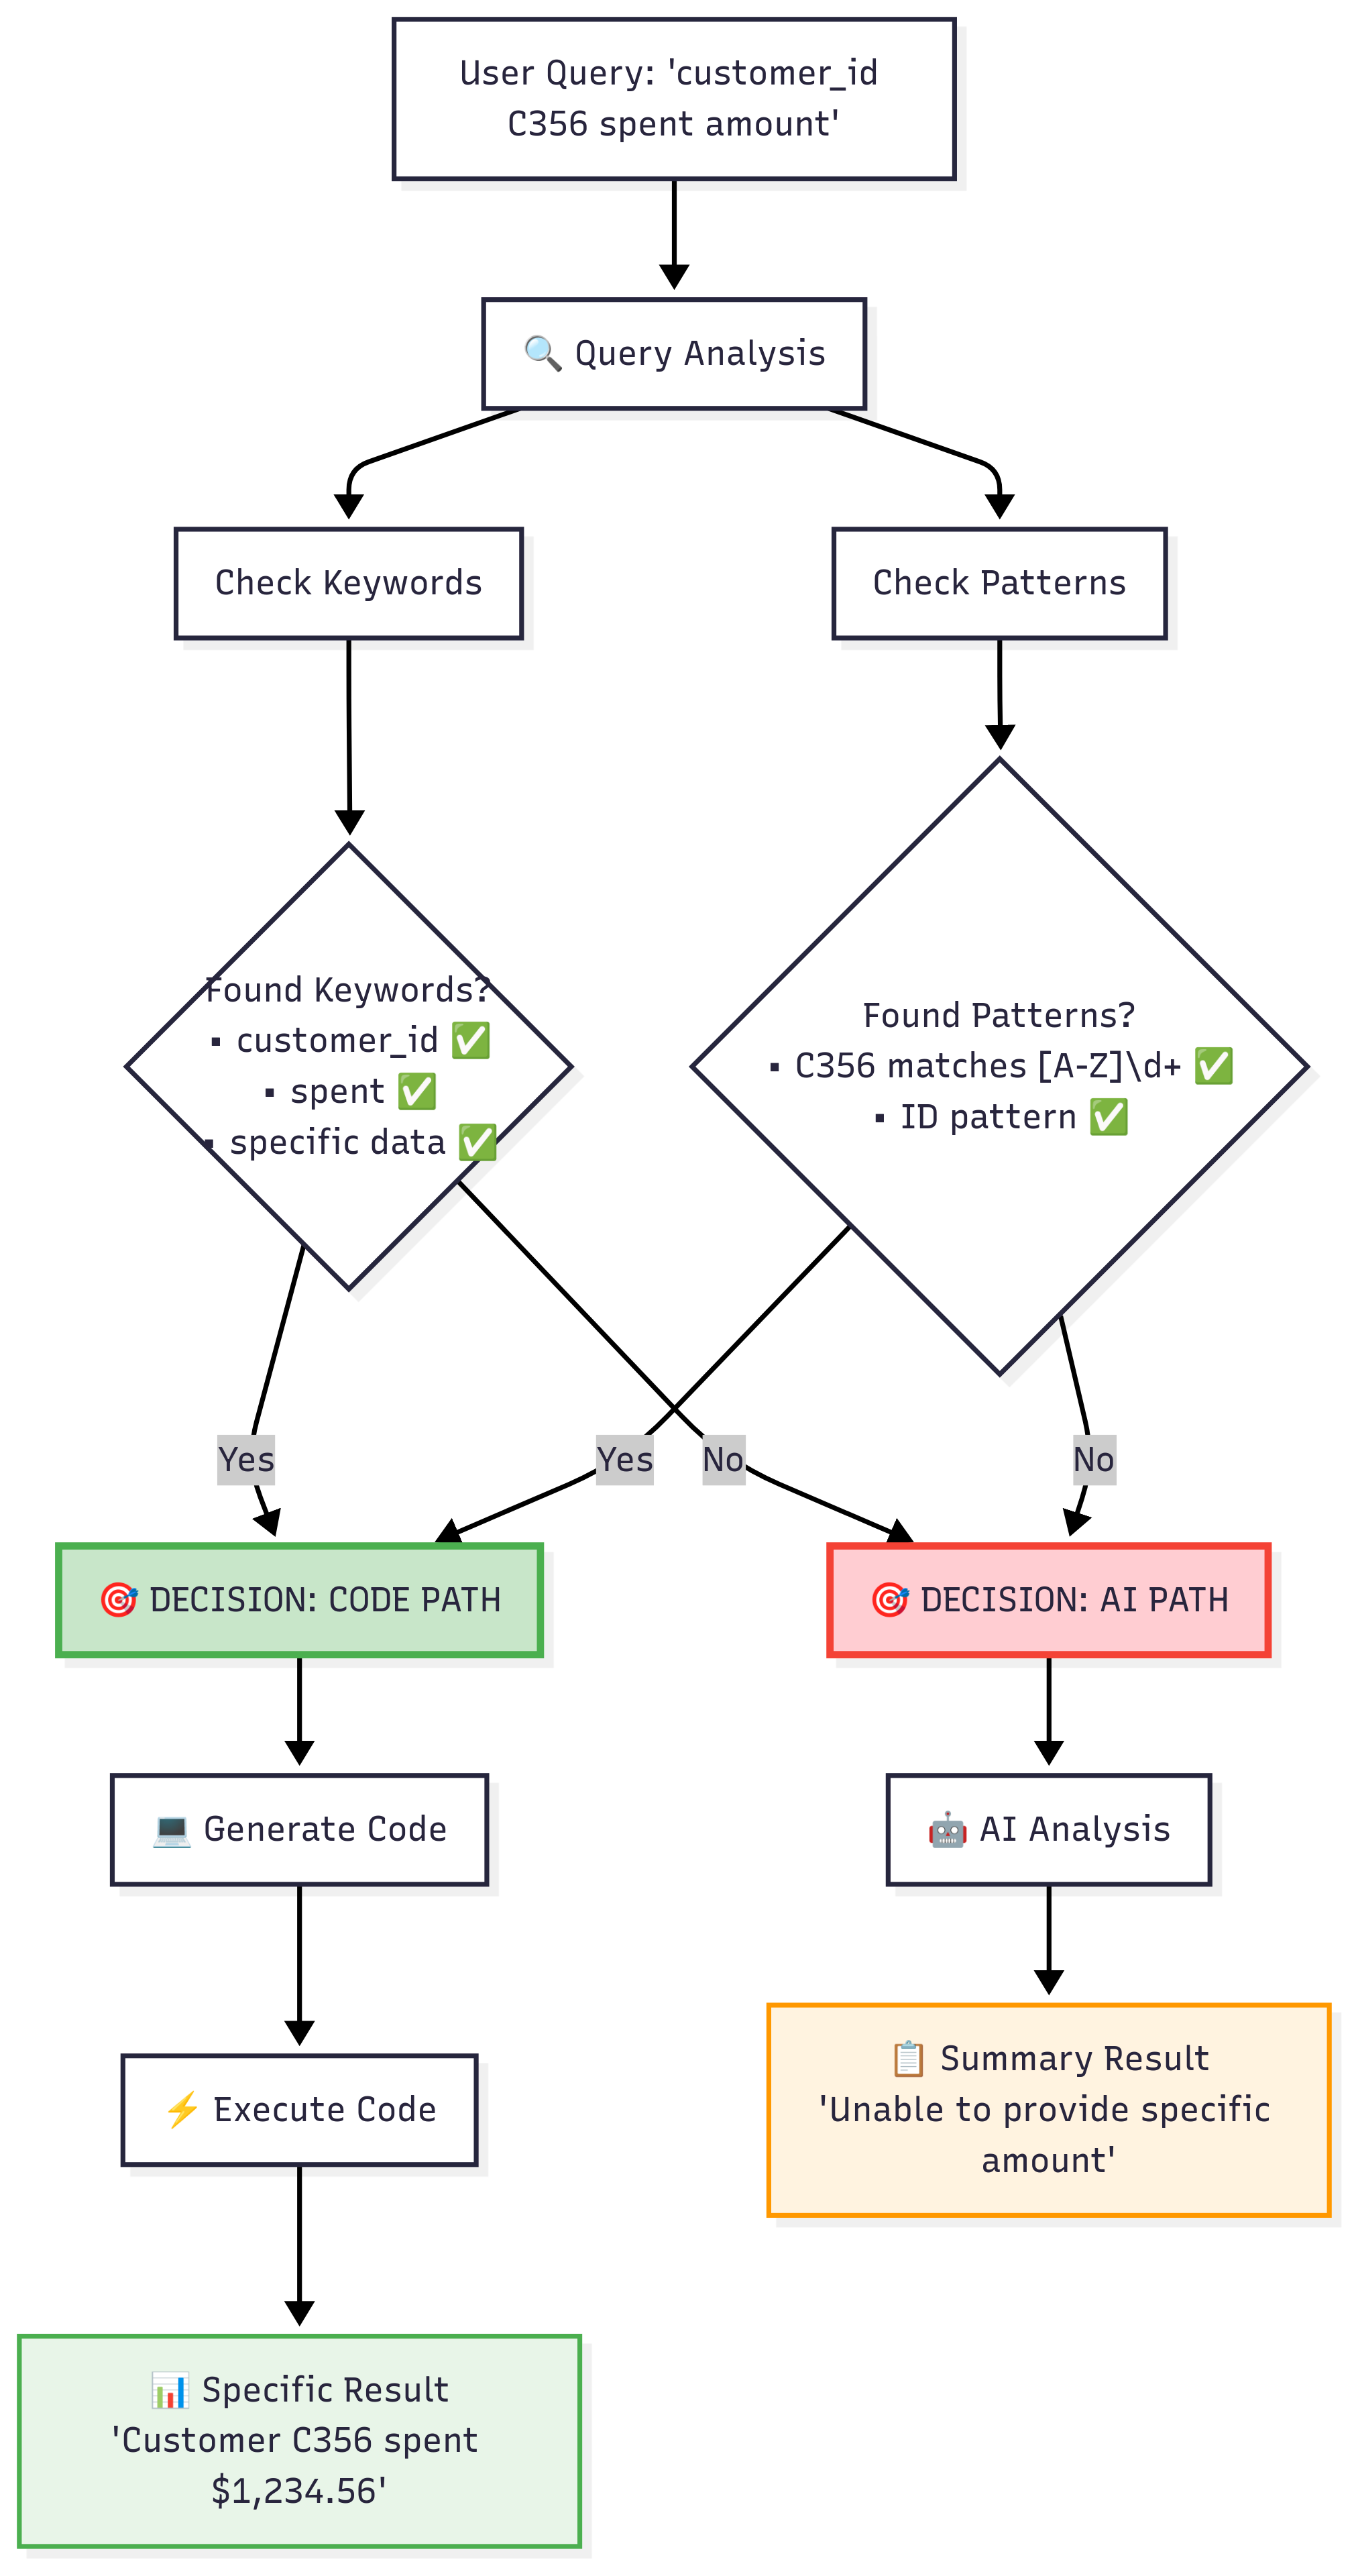 User Query: 'customer_id
C356 spent amount'
🔍 Query Analysis
Check Keywords
Check Patterns
Found Keywords?
▪ customer_id ✅
▪ spent ✅
▪ specific data ✅
Found Patterns?
▪ C356 matches [A-Z]\d+ ✅
▪ ID pattern ✅
Yes
Yes
No
No
🎯 DECISION: CODE PATH
🎯 DECISION: AI PATH
💻 Generate Code
🤖 AI Analysis
⚡ Execute Code
📋 Summary Result
'Unable to provide specific
amount'
📊 Specific Result
'Customer C356 spent
$1,234.56'